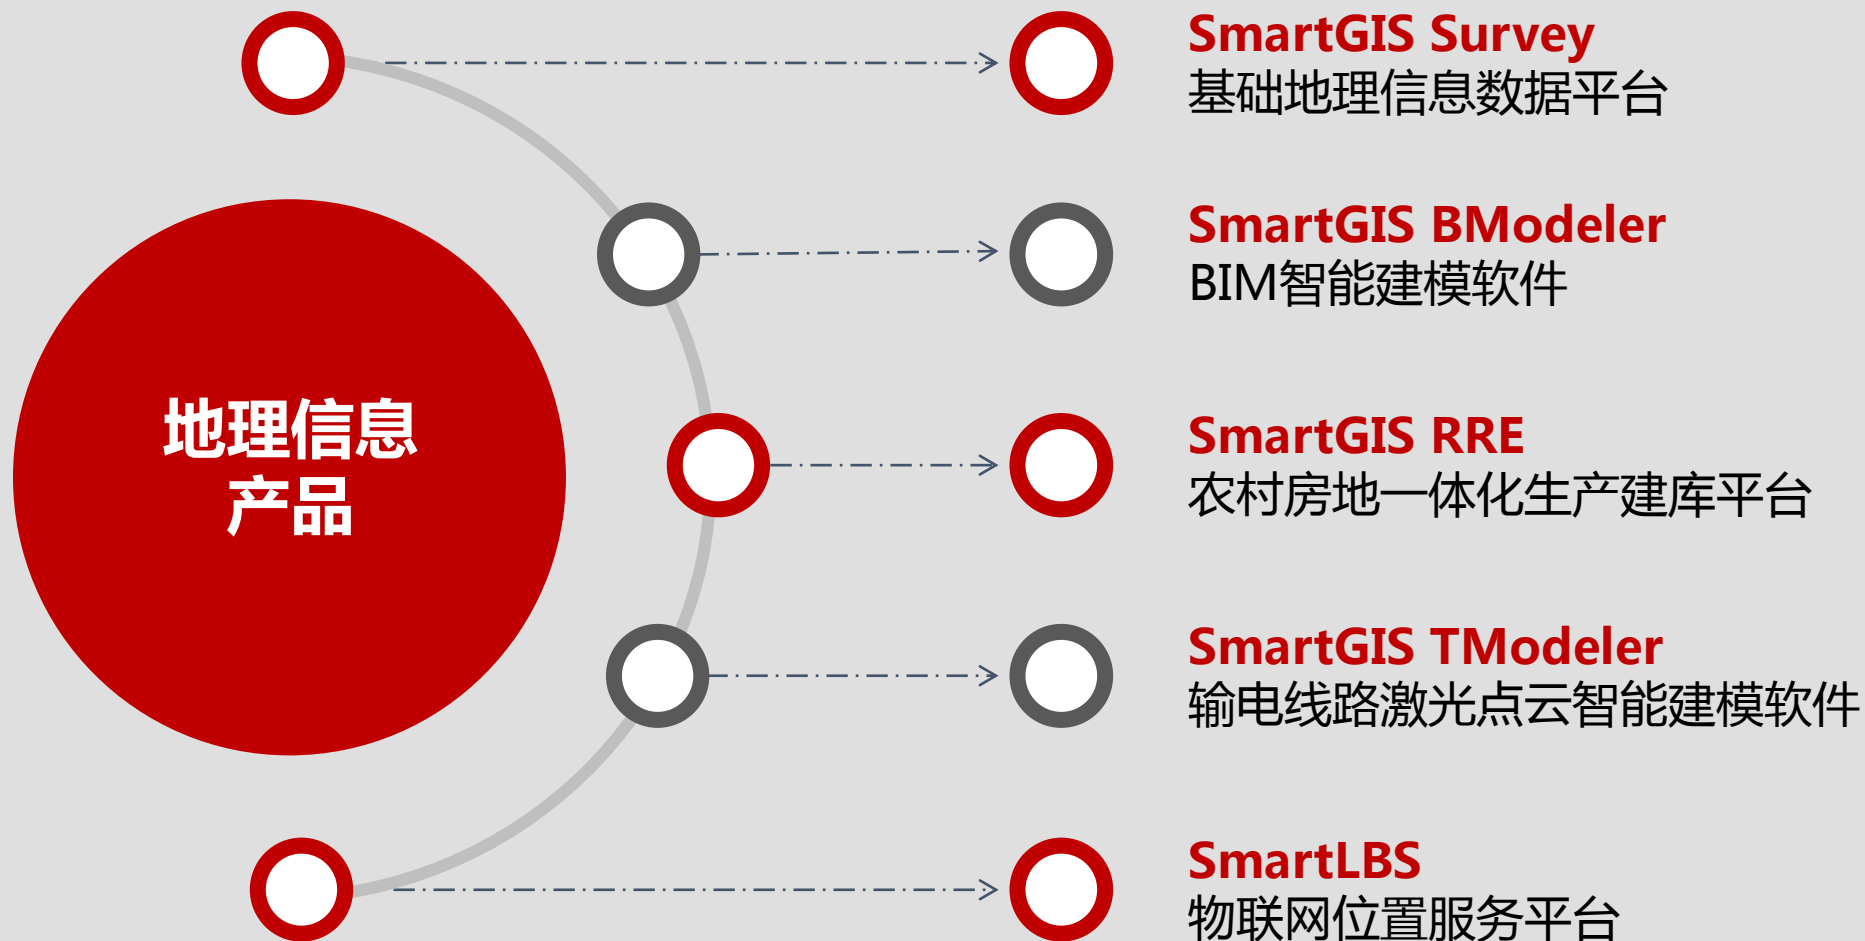 地理信息
产品
SmartGIS Survey
基础地理信息数据平台
SmartGIS BModeler
BIM智能建模软件
SmartGIS RRE
农村房地一体化生产建库平台
SmartGIS TModeler
输电线路激光点云智能建模软件
SmartLBS
物联网位置服务平台